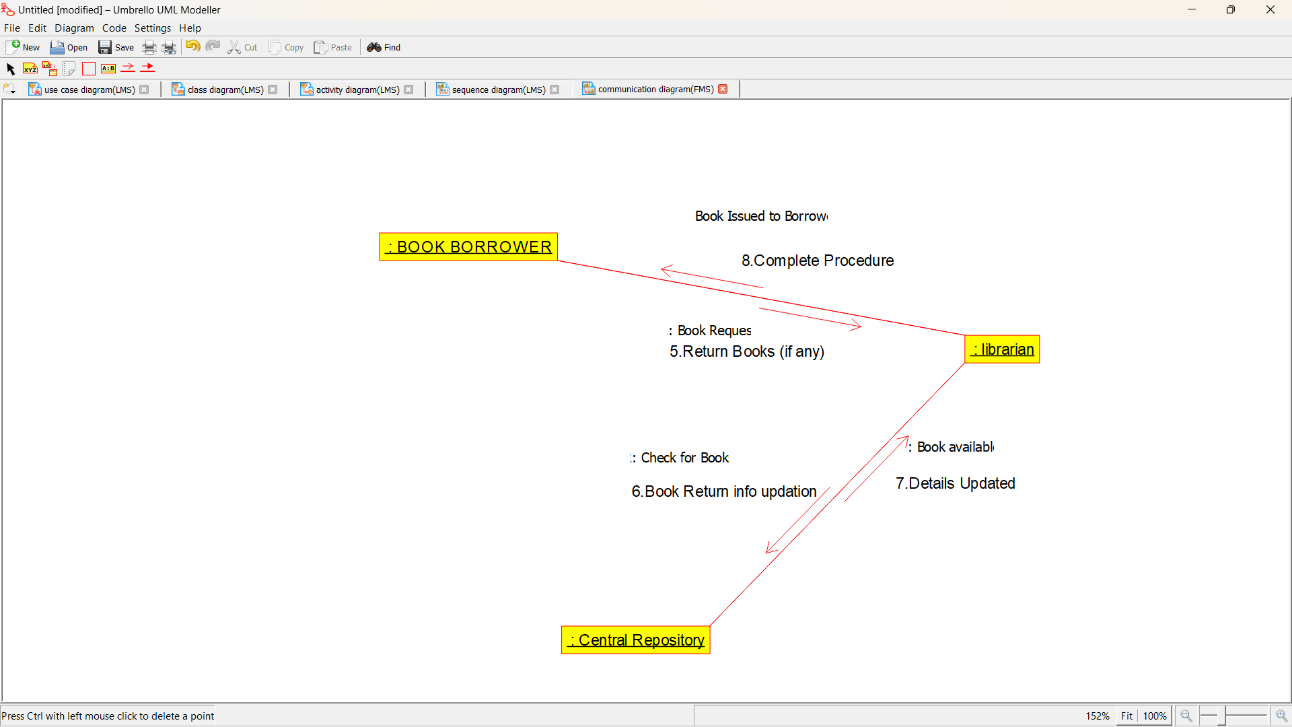 Untitled [modified] – Umbrello UML Modeller
File Edit Diagram Code Settings Help
New Open Save Cut Copy Paste Find
XYZ A:B
use case diagram(LMS) class diagram(LMS) activity diagram(LMS) sequence diagram(LMS) communication diagram(FMS)
Book Issued to Borrow
: BOOK BORROWER
8.Complete Procedure
: Book Reques
5.Return Books (if any)
: librarian
: Book availabl
: Check for Book
7.Details Updated
6.Book Return info updation
: Central Repository
Press Ctrl with left mouse click to delete a point
152% Fit 100%